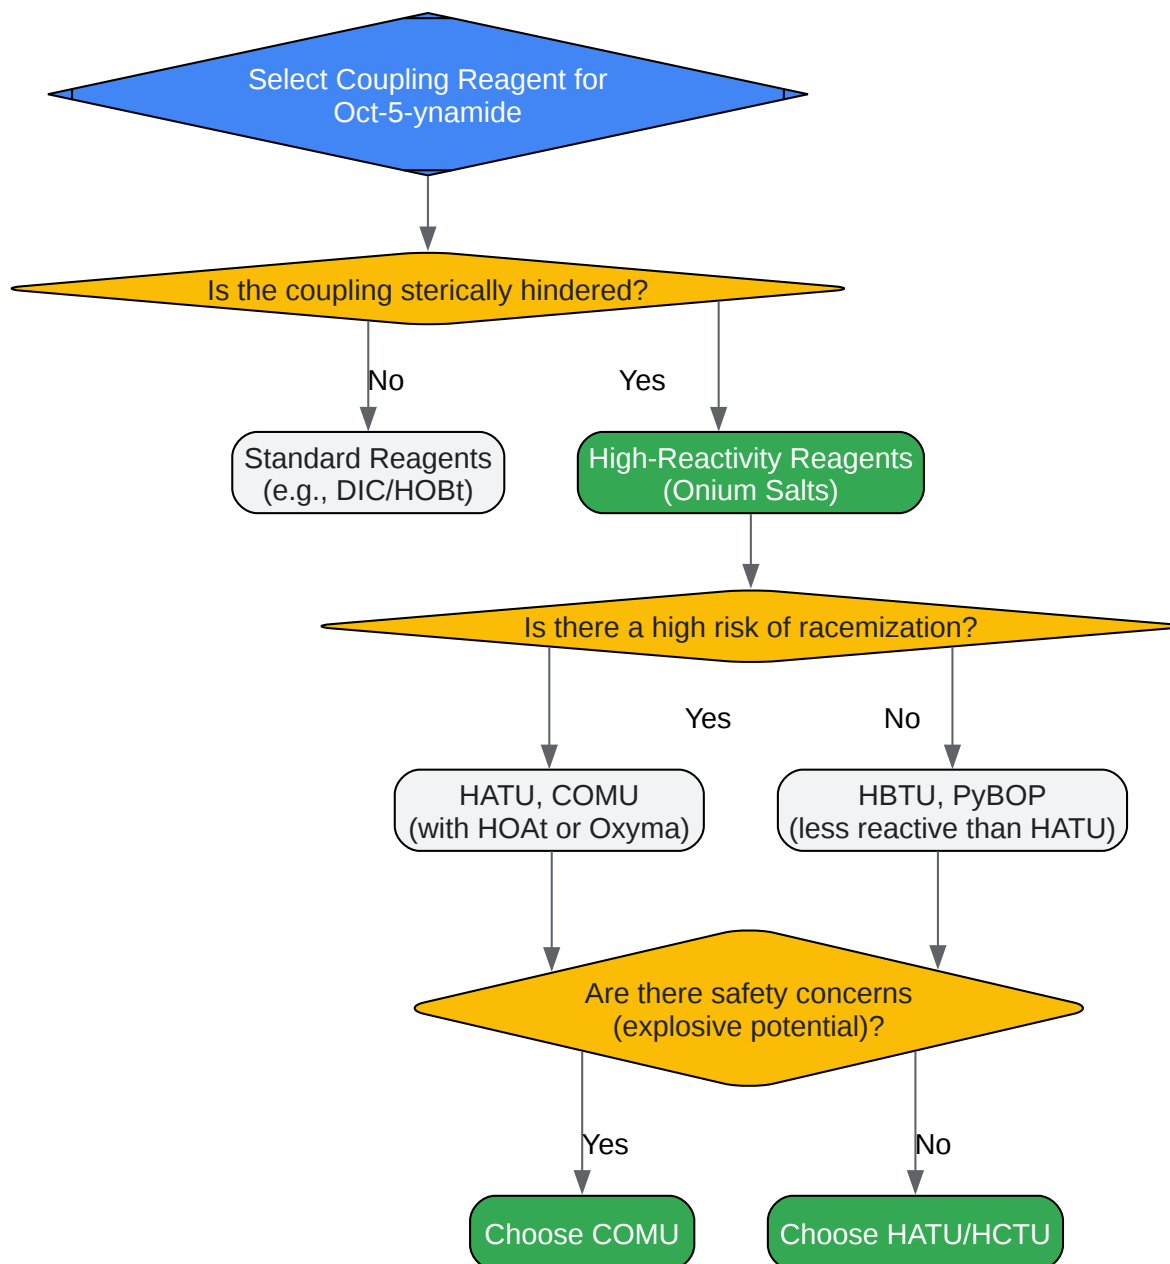 Select Coupling Reagent for
Oct-5-ynamide
Is the coupling sterically hindered?
No
Yes
Standard Reagents
(e.g., DIC/HOBt)
High-Reactivity Reagents
(Onium Salts)
Is there a high risk of racemization?
Yes
No
HATU, COMU
(with HOAt or Oxyma)
HBTU, PyBOP
(less reactive than HATU)
Are there safety concerns
(explosive potential)?
Yes
No
Choose COMU
Choose HATU/HCTU